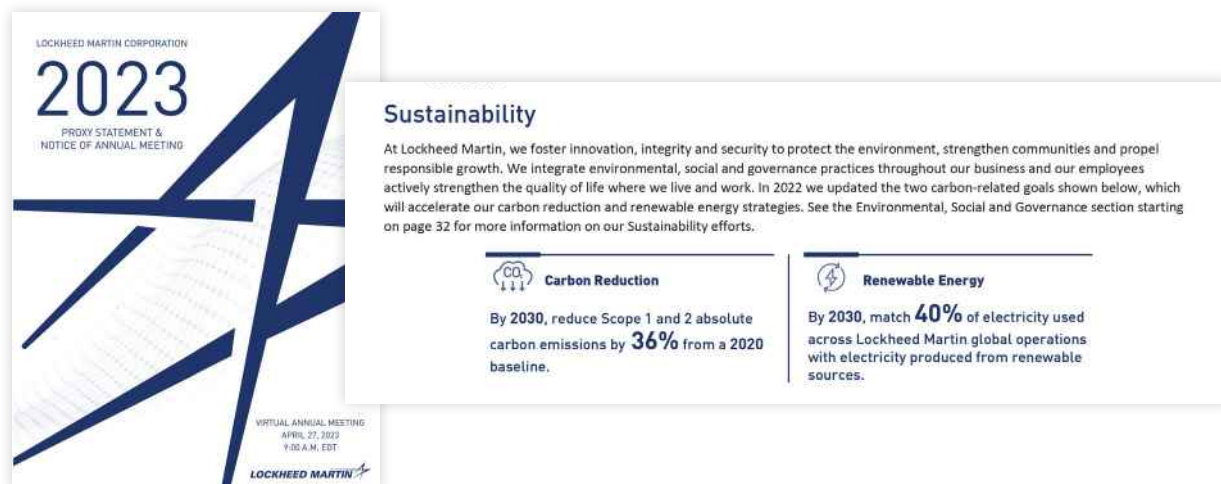 LOCKHEED MARTIN CORPORATION
2023
PROXY STATEMENT &
NOTICE OF ANNUAL MEETING
VIRTUAL ANNUAL MEETING
APRIL 27, 2023
9:00 A.M. EDT
LOCKHEED MARTIN
Sustainability
At Lockheed Martin, we foster innovation, integrity and security to protect the environment, strengthen communities and propel
responsible growth. We integrate environmental, social and governance practices throughout our business and our employees
actively strengthen the quality of life where we live and work. In 2022 we updated the two carbon-related goals shown below, which
will accelerate our carbon reduction and renewable energy strategies. See the Environmental, Social and Governance section starting
on page 32 for more information on our Sustainability efforts.
CO₂
Carbon Reduction
By 2030, reduce Scope 1 and 2 absolute
carbon emissions by 36% from a 2020
baseline.
Renewable Energy
By 2030, match 40% of electricity used
across Lockheed Martin global operations
with electricity produced from renewable
sources.